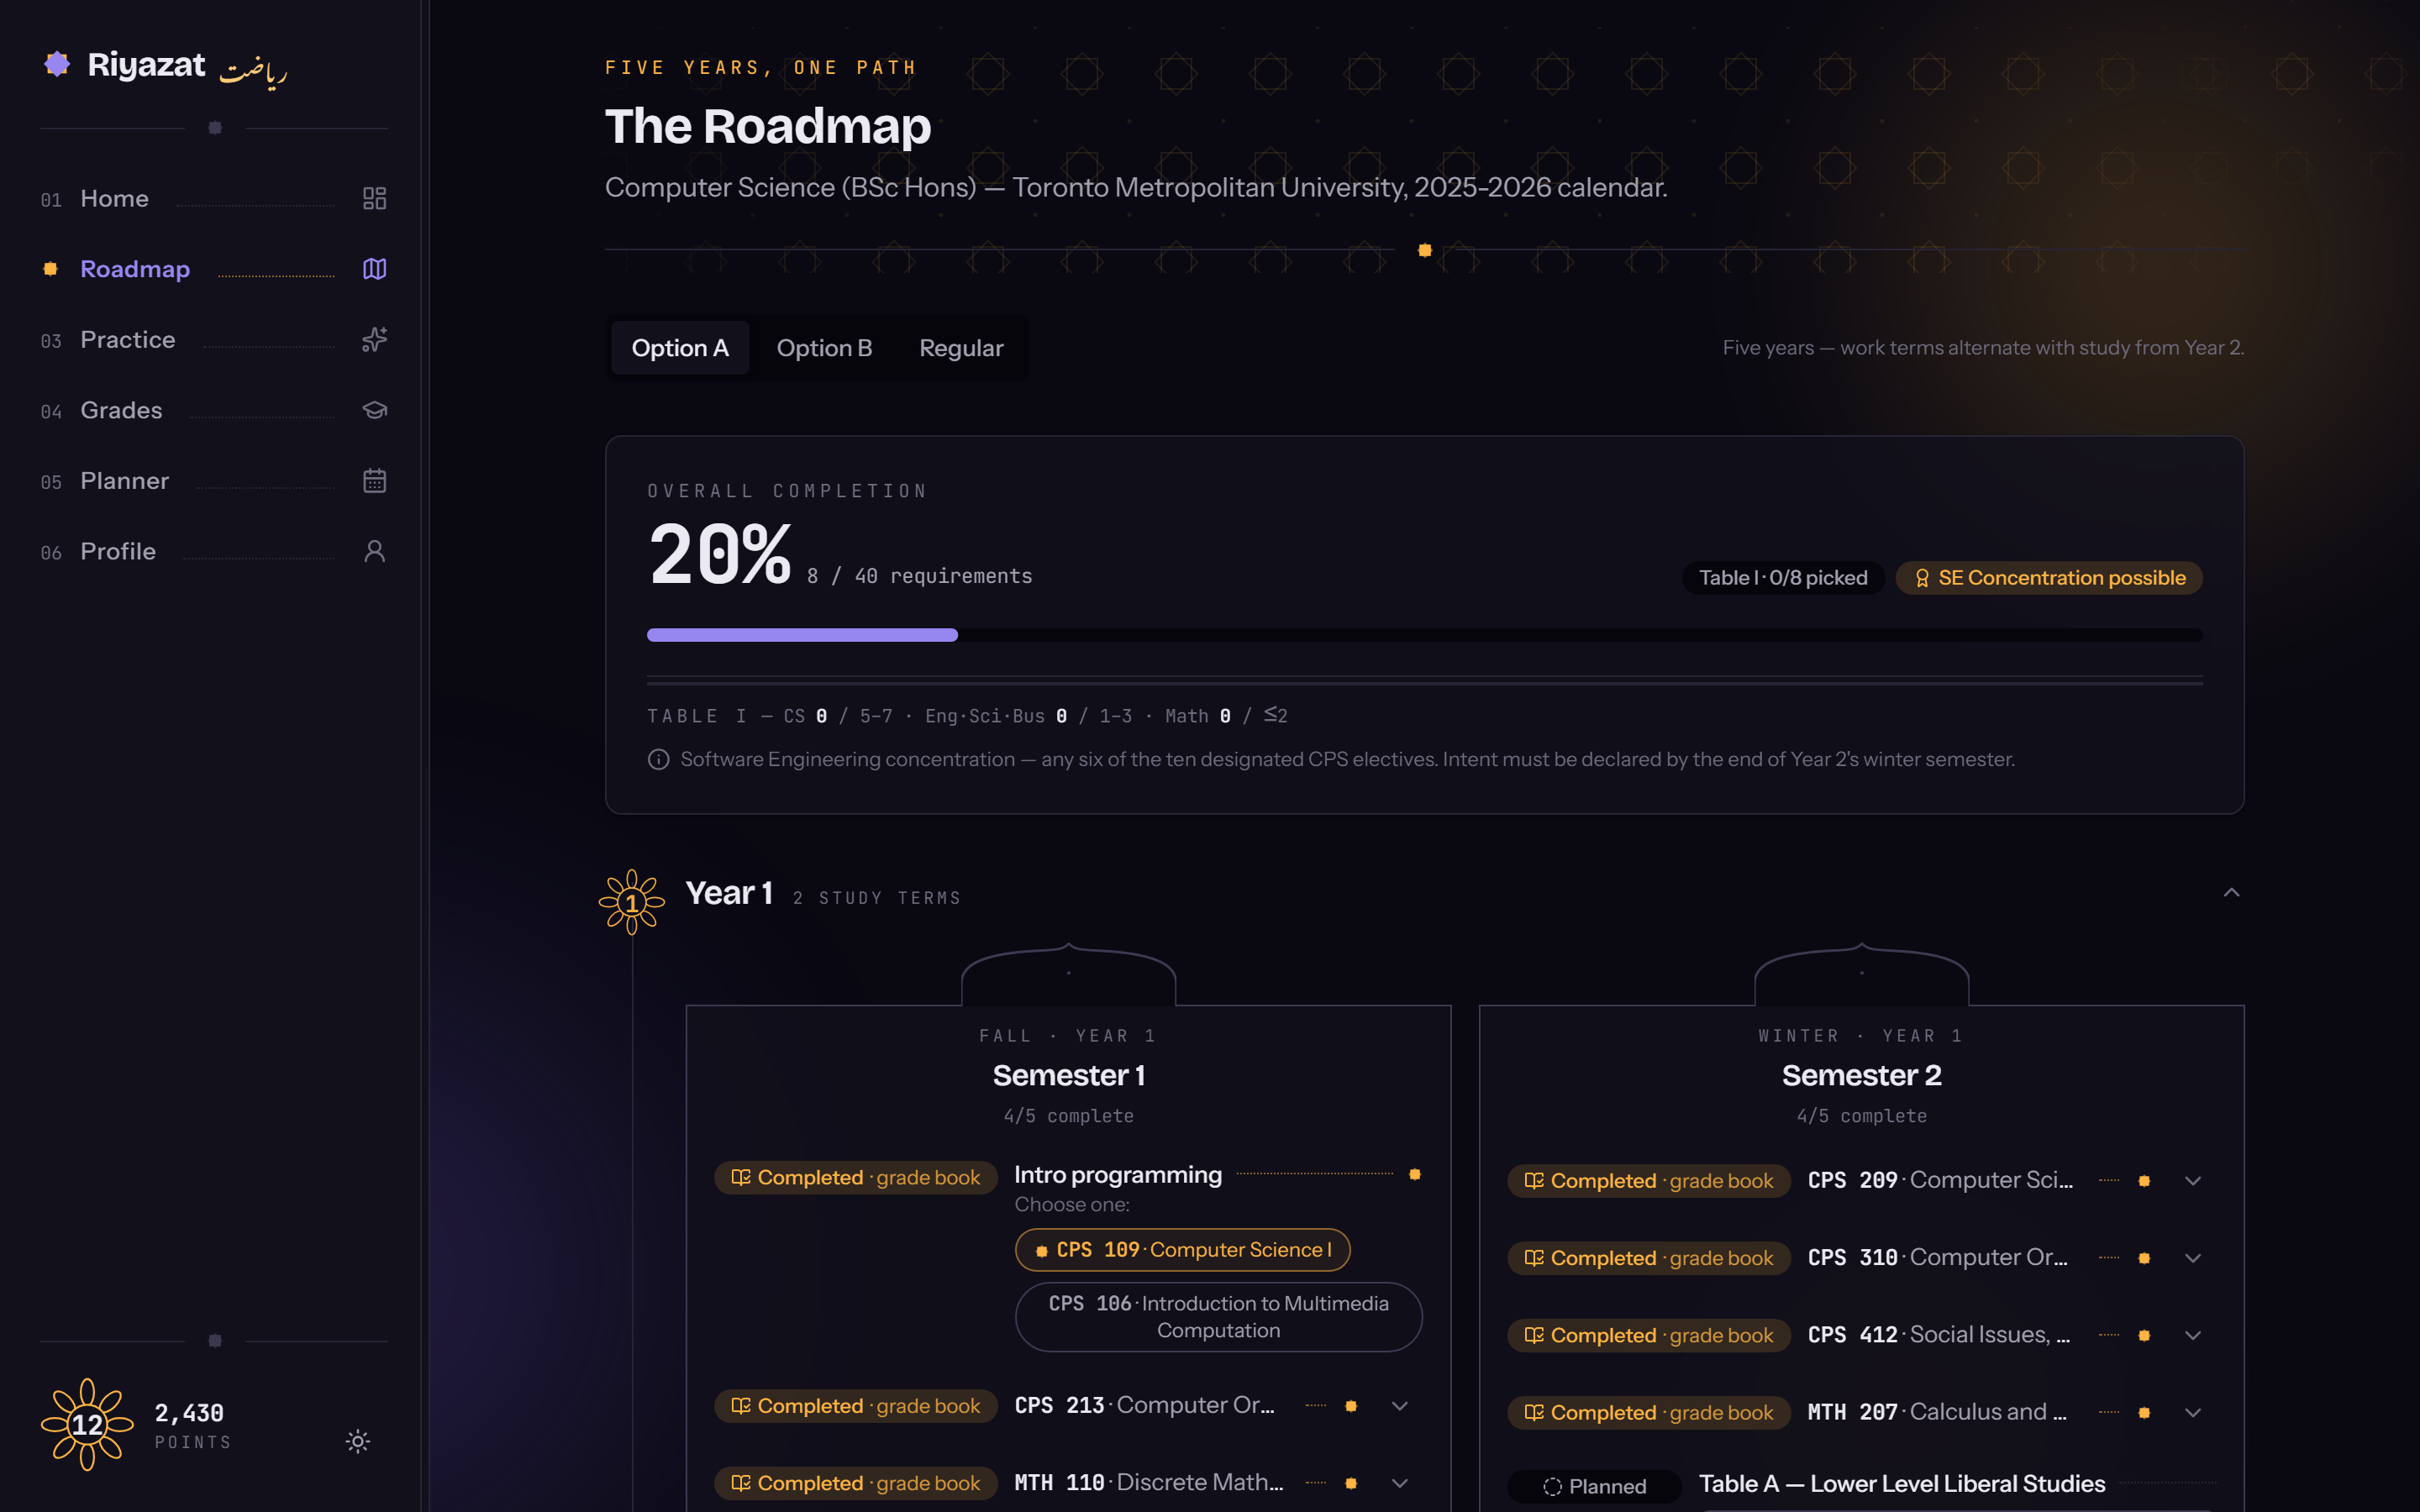 Riyazat ریاضت
01 Home
Roadmap
03 Practice
04 Grades
05 Planner
06 Profile
12
2,430
POINTS
FIVE YEARS, ONE PATH
The Roadmap
Computer Science (BSc Hons) — Toronto Metropolitan University, 2025-2026 calendar.
Option A Option B Regular
Five years — work terms alternate with study from Year 2.
OVERALL COMPLETION
20% 8 / 40 requirements
Table I · 0/8 picked SE Concentration possible
TABLE I — CS 0 / 5–7 · Eng·Sci·Bus 0 / 1–3 · Math 0 / ≤2
Software Engineering concentration — any six of the ten designated CPS electives. Intent must be declared by the end of Year 2's winter semester.
1 Year 1 2 STUDY TERMS
FALL · YEAR 1
Semester 1
4/5 complete
Completed · grade book Intro programming
Choose one:
CPS 109 · Computer Science I
CPS 106 · Introduction to Multimedia
Computation
Completed · grade book CPS 213 · Computer Or...
Completed · grade book MTH 110 · Discrete Math...
WINTER · YEAR 1
Semester 2
4/5 complete
Completed · grade book CPS 209 · Computer Sci...
Completed · grade book CPS 310 · Computer Or...
Completed · grade book CPS 412 · Social Issues, ...
Completed · grade book MTH 207 · Calculus and ...
Planned Table A — Lower Level Liberal Studies